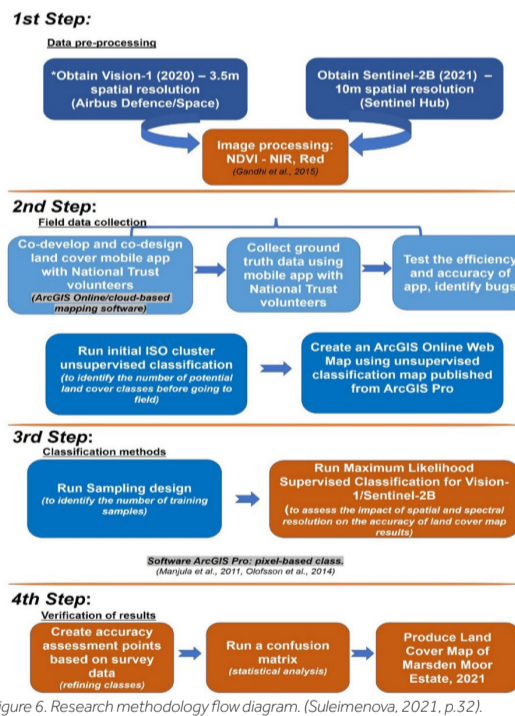 1st Step:
Data pre-processing
*Obtain Vision-1 (2020) – 3.5m
spatial resolution
(Airbus Defence/Space)
Obtain Sentinel-2B (2021) –
10m spatial resolution
(Sentinel Hub)
Image processing:
NDVI - NIR, Red
(Gandhi et al., 2015)
2nd Step:
Field data collection
Co-develop and co-design
land cover mobile app
with National Trust
volunteers
(ArcGIS Online/cloud-based
mapping software)
Collect ground
truth data using
mobile app with
National Trust
volunteers
Test the efficiency
and accuracy of
app, identify bugs
Run initial ISO cluster
unsupervised classification
(to identify the number of potential
land cover classes before going to
field)
Create an ArcGIS Online Web
Map using unsupervised
classification map published
from ArcGIS Pro
3rd Step:
Classification methods
Run Sampling design
(to identify the number of training
samples)
Run Maximum Likelihood
Supervised Classification for Vision-
1/Sentinel-2B
(to assess the impact of spatial and spectral
resolution on the accuracy of land cover map
results)
Software ArcGIS Pro: pixel-based class.
(Manjula et al., 2011, Olofsson et al., 2014)
4th Step:
Verification of results
Create accuracy
assessment points
based on survey
data
(refining classes)
Run a confusion
matrix
(statistical analysis)
Produce Land
Cover Map of
Marsden Moor
Estate, 2021
igure 6. Research methodology flow diagram. (Suleimenova, 2021, p.32).